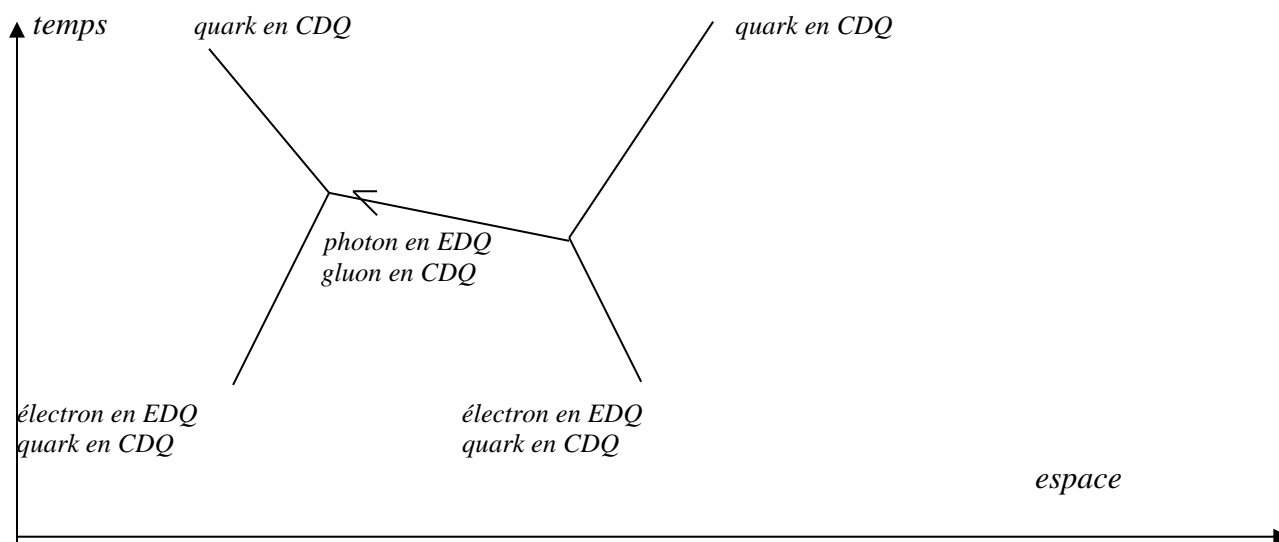 temps
quark en CDQ
quark en CDQ
photon en EDQ
gluon en CDQ
électron en EDQ
quark en CDQ
électron en EDQ
quark en CDQ
espace